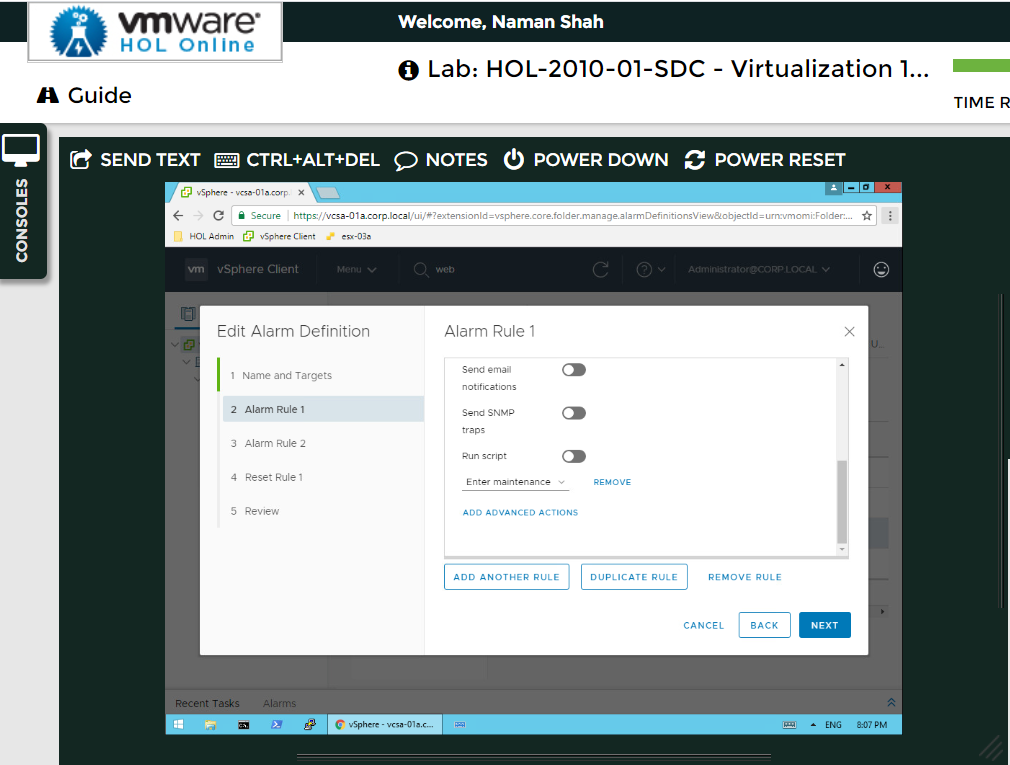 vmware®
HOL Online
Welcome, Naman Shah
Lab: HOL-2010-01-SDC - Virtualization 1...
Guide
TIME R
CONSOLES
SEND TEXT CTRL+ALT+DEL NOTES POWER DOWN POWER RESET
vSphere - vcsa-01a.corp.
Secure https://vcsa-01a.corp.local/ui/#?extensionId=vsphere.core.folder.manage.alarmDefinitionsView&objectId=urn:vmomi:Folder:...
HOL Admin vSphere Client esx-03a
vm vSphere Client Menu web Administrator@CORP.LOCAL
U...
Edit Alarm Definition
1 Name and Targets
2 Alarm Rule 1
3 Alarm Rule 2
4 Reset Rule 1
5 Review
Alarm Rule 1
Send email
notifications
Send SNMP
traps
Run script
Enter maintenance REMOVE
ADD ADVANCED ACTIONS
ADD ANOTHER RULE DUPLICATE RULE REMOVE RULE
CANCEL BACK NEXT
Recent Tasks Alarms
vSphere - vcsa-01a.c... ENG 8:07 PM